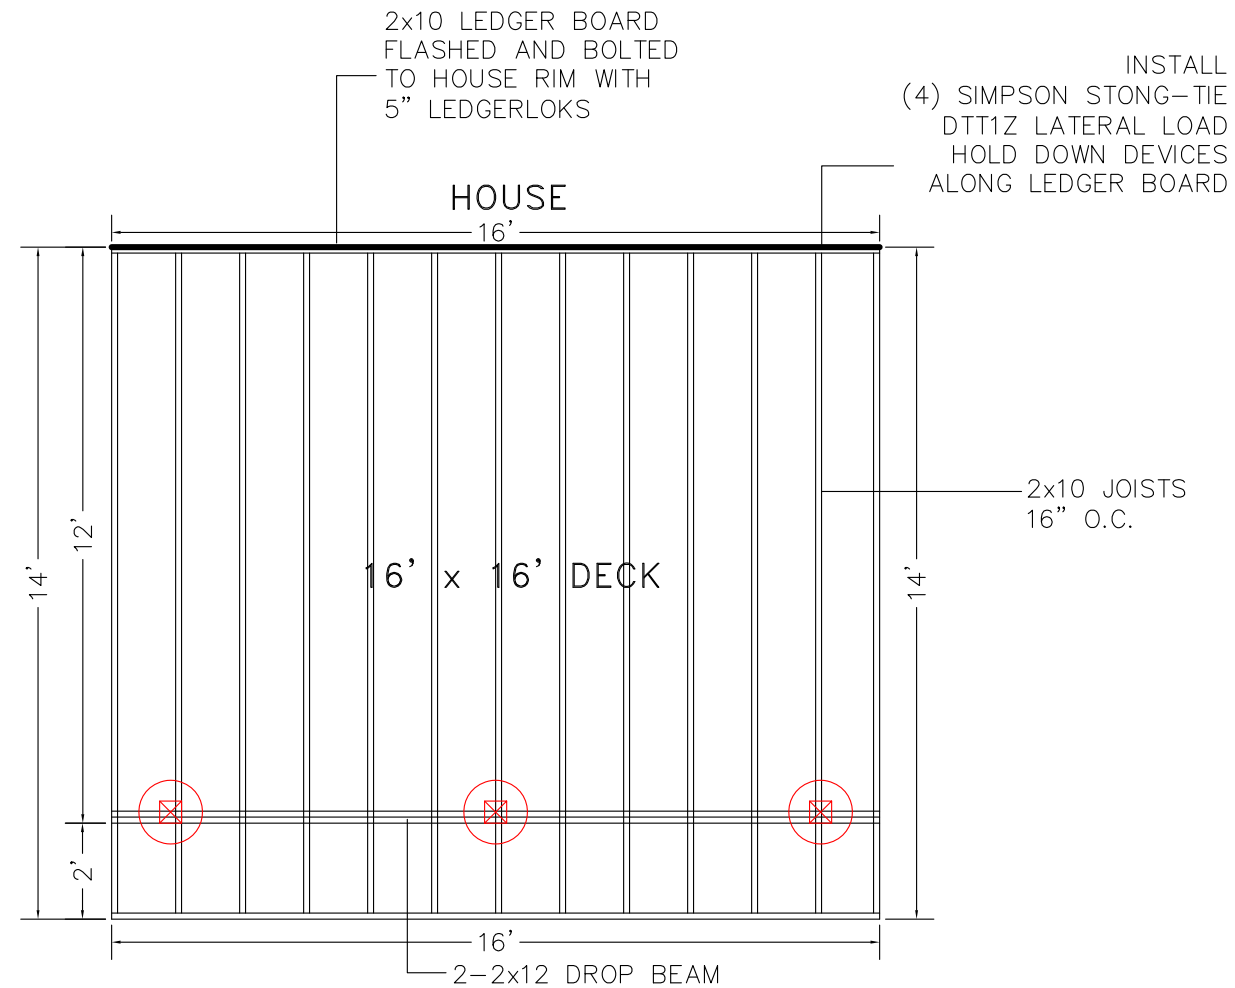 2x10 LEDGER BOARD
FLASHED AND BOLTED
TO HOUSE RIM WITH
5" LEDGERLOKS
INSTALL
(4) SIMPSON STONG-TIE
DTT1Z LATERAL LOAD
HOLD DOWN DEVICES
ALONG LEDGER BOARD
HOUSE
16'
2x10 JOISTS
16" O.C.
12'
16' x 16' DECK
14'
14'
2'
16'
2-2x12 DROP BEAM